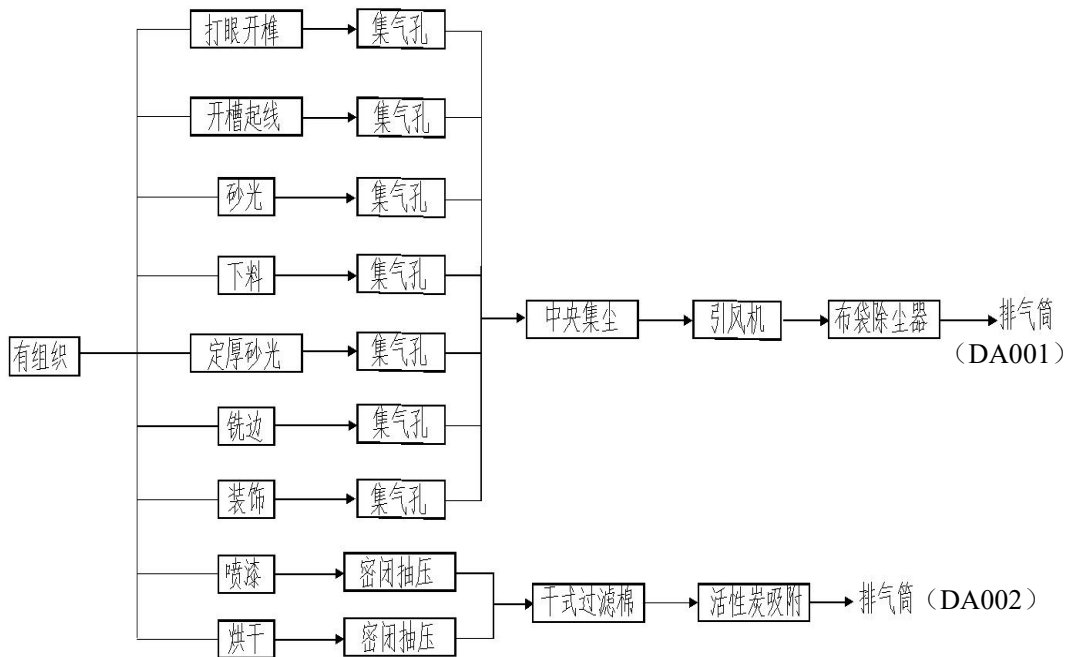 打眼开榫
集气孔
开槽起线
集气孔
砂光
集气孔
下料
集气孔
中央集尘
引风机
布袋除尘器
排气筒
（DA001）
有组织
定厚砂光
集气孔
铣边
集气孔
装饰
集气孔
喷漆
密闭抽压
干式过滤棉
活性炭吸附
排气筒（DA002）
烘干
密闭抽压